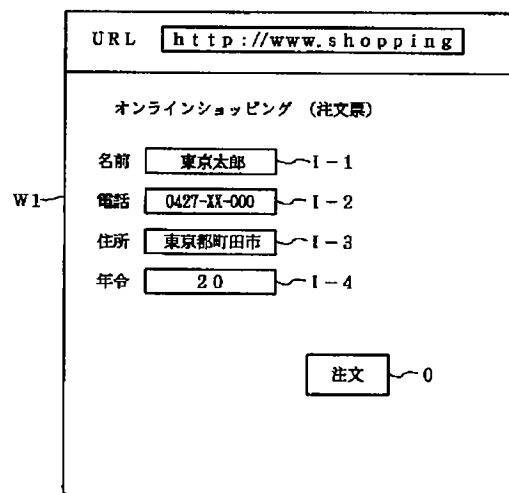 URL http://www.shopping
オンラインショッピング (注文票)
名前 東京太郎 I-1
W1 電話 0427-XX-000 I-2
住所 東京都町田市 I-3
年令 20 I-4
注文 O